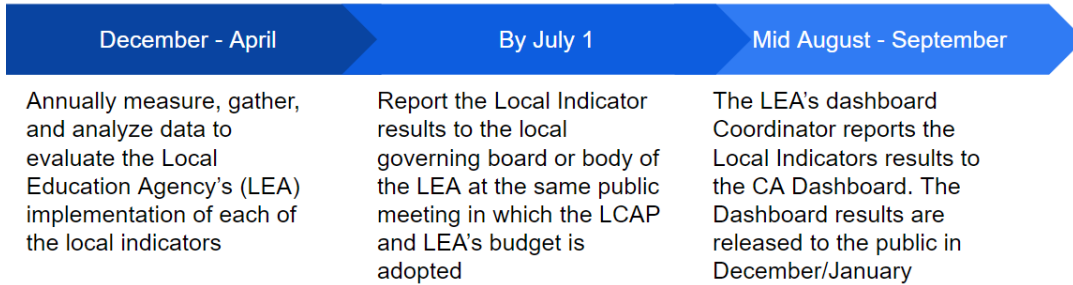 December - April
Annually measure, gather,
and analyze data to
evaluate the Local
Education Agency's (LEA)
implementation of each of
the local indicators
By July 1
Report the Local Indicator
results to the local
governing board or body of
the LEA at the same public
meeting in which the LCAP
and LEA's budget is
adopted
Mid August - September
The LEA's dashboard
Coordinator reports the
Local Indicators results to
the CA Dashboard. The
Dashboard results are
released to the public in
December/January